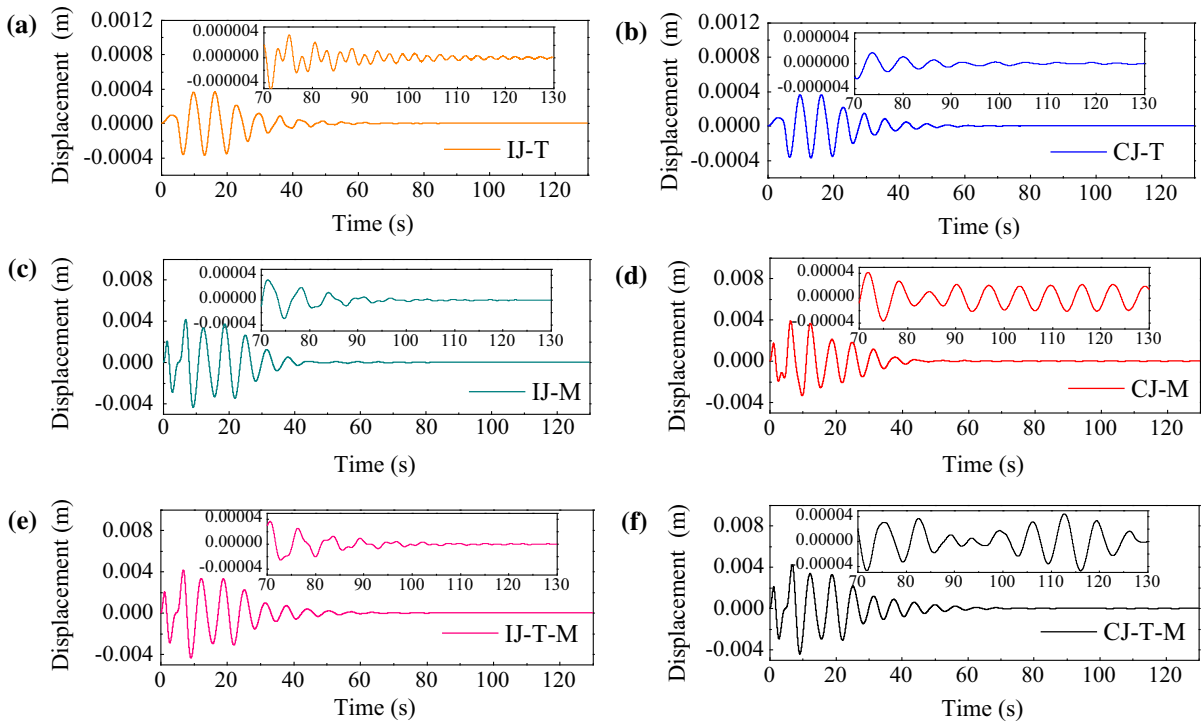 (a)
Displacement (m)
0.0012
0.0008
0.0004
0.0000
-0.0004
0.000004
0.000000
-0.000004
70 80 90 100 110 120 130
IJ-T
0 20 40 60 80 100 120
Time (s)
(b)
Displacement (m)
0.0012
0.0008
0.0004
0.0000
-0.0004
0.000004
0.000000
-0.000004
70 80 90 100 110 120 130
CJ-T
0 20 40 60 80 100 120
Time (s)
(c)
Displacement (m)
0.008
0.004
0.000
-0.004
0.00004
0.00000
-0.00004
70 80 90 100 110 120 130
IJ-M
0 20 40 60 80 100 120
Time (s)
(d)
Displacement (m)
0.008
0.004
0.000
-0.004
0.00004
0.00000
-0.00004
70 80 90 100 110 120 130
CJ-M
0 20 40 60 80 100 120
Time (s)
(e)
Displacement (m)
0.008
0.004
0.000
-0.004
0.00004
0.00000
-0.00004
70 80 90 100 110 120 130
IJ-T-M
0 20 40 60 80 100 120
Time (s)
(f)
Displacement (m)
0.008
0.004
0.000
-0.004
0.00004
0.00000
0.00004
70 80 90 100 110 120 130
CJ-T-M
0 20 40 60 80 100 120
Time (s)